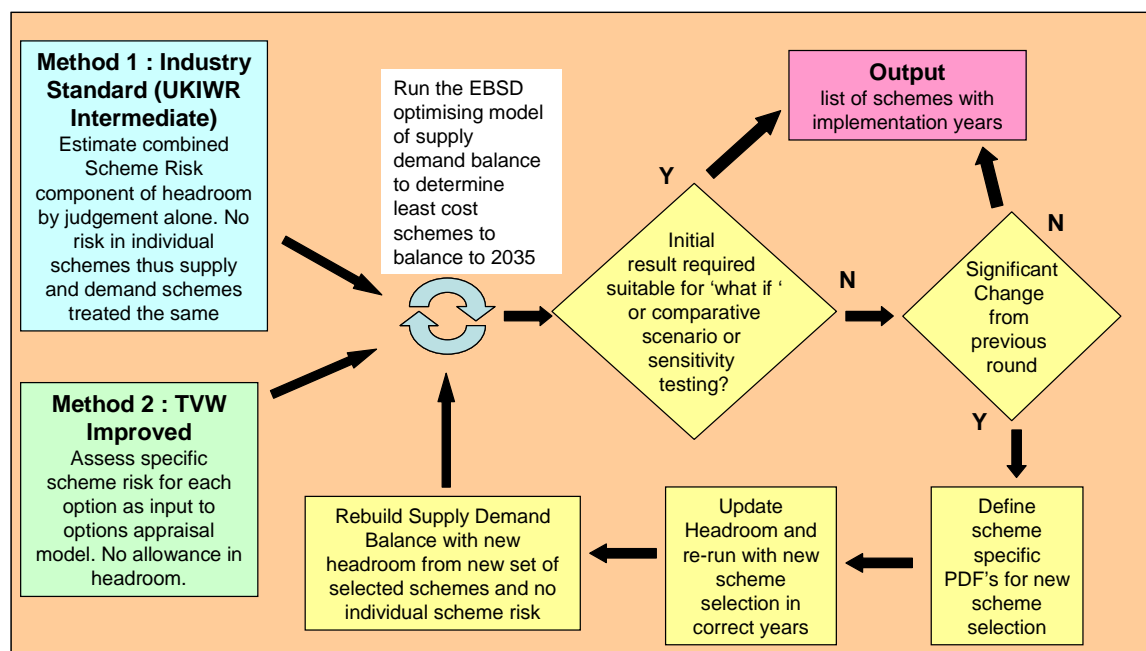 Method 1 : Industry
Standard (UKIWR
Intermediate)
Estimate combined
Scheme Risk
component of headroom
by judgement alone. No
risk in individual
schemes thus supply
and demand schemes
treated the same
Method 2 : TVW
Improved
Assess specific
scheme risk for each
option as input to
options appraisal
model. No allowance in
headroom.
Run the EBSD
optimising model
of supply
demand balance
to determine
least cost
schemes to
balance to 2035
Y
Initial
result required
suitable for ‘what if ‘
or comparative
scenario or
sensitivity
testing?
N
Output
list of schemes with
implementation years
N
Significant
Change
from
previous
round
Y
Define
scheme
specific
PDF’s for new
scheme
selection
Update
Headroom and
re-run with new
scheme
selection in
correct years
Rebuild Supply Demand
Balance with new
headroom from new set of
selected schemes and no
individual scheme risk